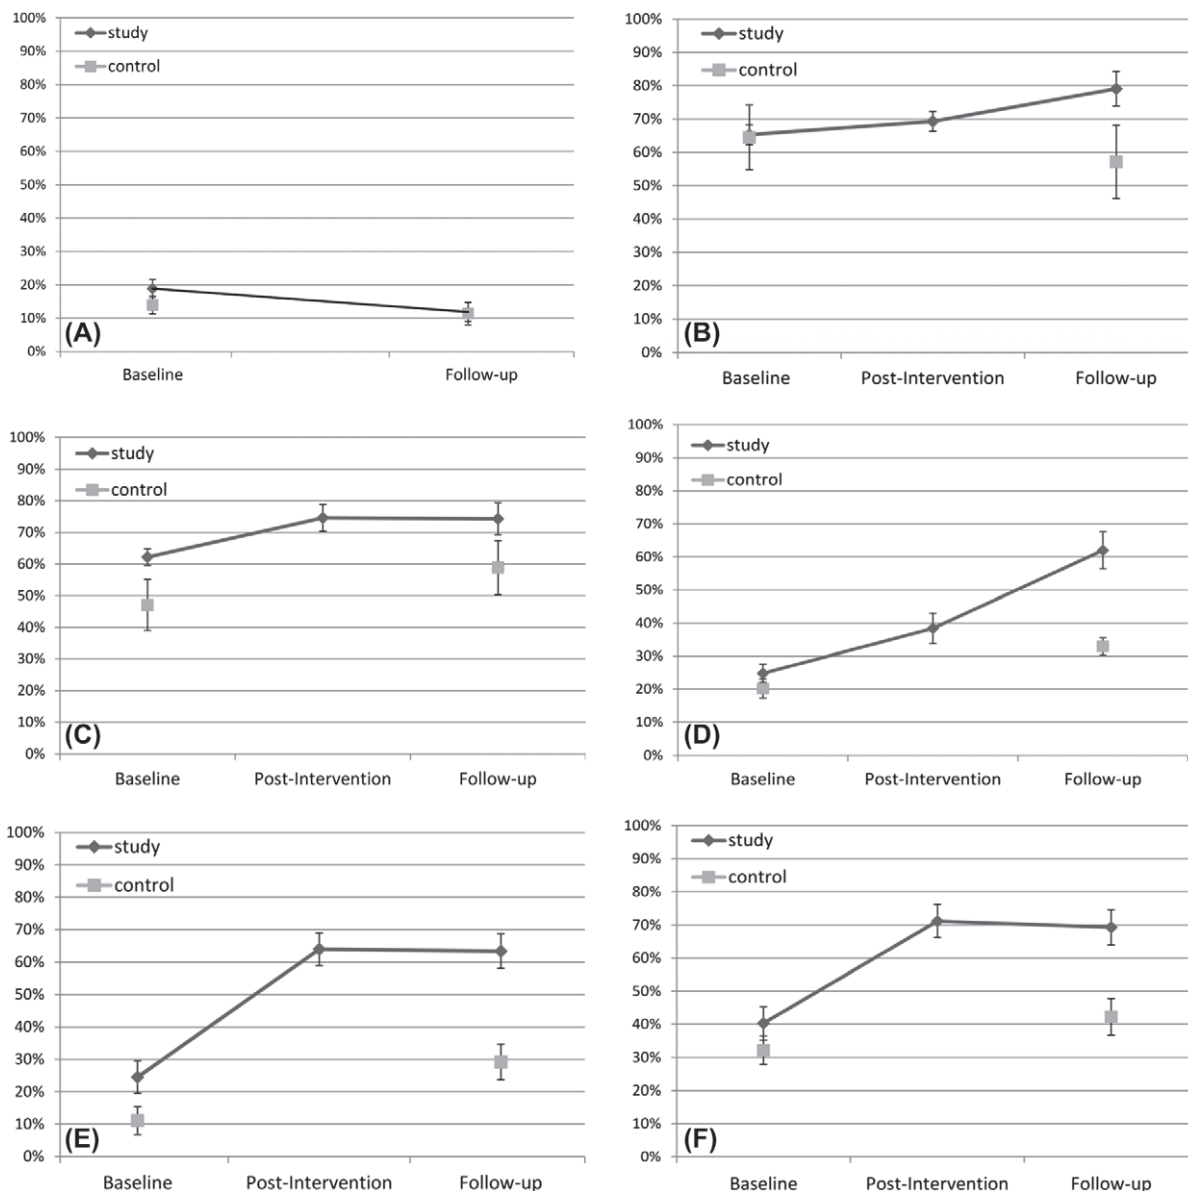 100%
study
90%
control
80%
70%
60%
50%
40%
30%
20%
10%
(A)
0%
Baseline
Follow-up
100%
study
90%
control
80%
70%
60%
50%
40%
30%
20%
10%
(B)
0%
Baseline
Post-Intervention
Follow-up
100%
study
90%
control
80%
70%
60%
50%
40%
30%
20%
10%
(C)
0%
Baseline
Post-Intervention
Follow-up
100%
study
90%
control
80%
70%
60%
50%
40%
30%
20%
10%
(D)
0%
Baseline
Post-Intervention
Follow-up
100%
study
90%
control
80%
70%
60%
50%
40%
30%
20%
10%
(E)
0%
Baseline
Post-Intervention
Follow-up
100%
study
90%
control
80%
70%
60%
50%
40%
30%
20%
10%
(F)
0%
Baseline
Post-Intervention
Follow-up